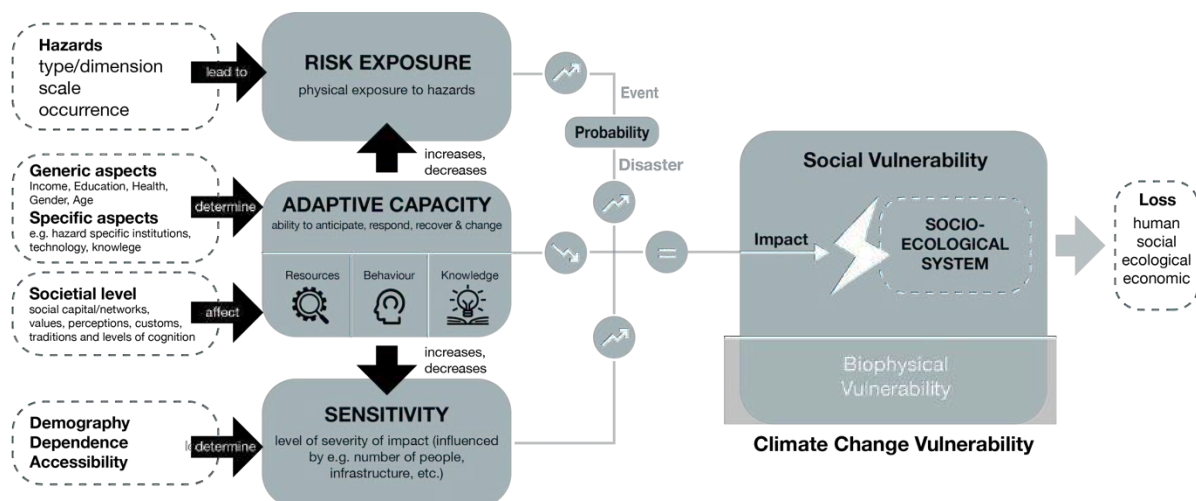 Hazards
type/dimension
scale
occurrence
lead to
RISK EXPOSURE
physical exposure to hazards
Event
Probability
Disaster
increases,
decreases
Generic aspects
Income, Education, Health,
Gender, Age
Specific aspects
e.g. hazard specific institutions,
technology, knowlege
determine
ADAPTIVE CAPACITY
ability to anticipate, respond, recover & change
Resources
Behaviour
Knowledge
Societial level
social capital/networks,
values, perceptions, customs,
traditions and levels of cognition
affect
increases,
decreases
Demography
Dependence
Accessibility
determine
SENSITIVITY
level of severity of impact (influenced
by e.g. number of people,
infrastructure, etc.)
=
Social Vulnerability
Impact
SOCIO-
ECOLOGICAL
SYSTEM
Biophysical
Vulnerability
Climate Change Vulnerability
Loss
human
social
ecological
economic